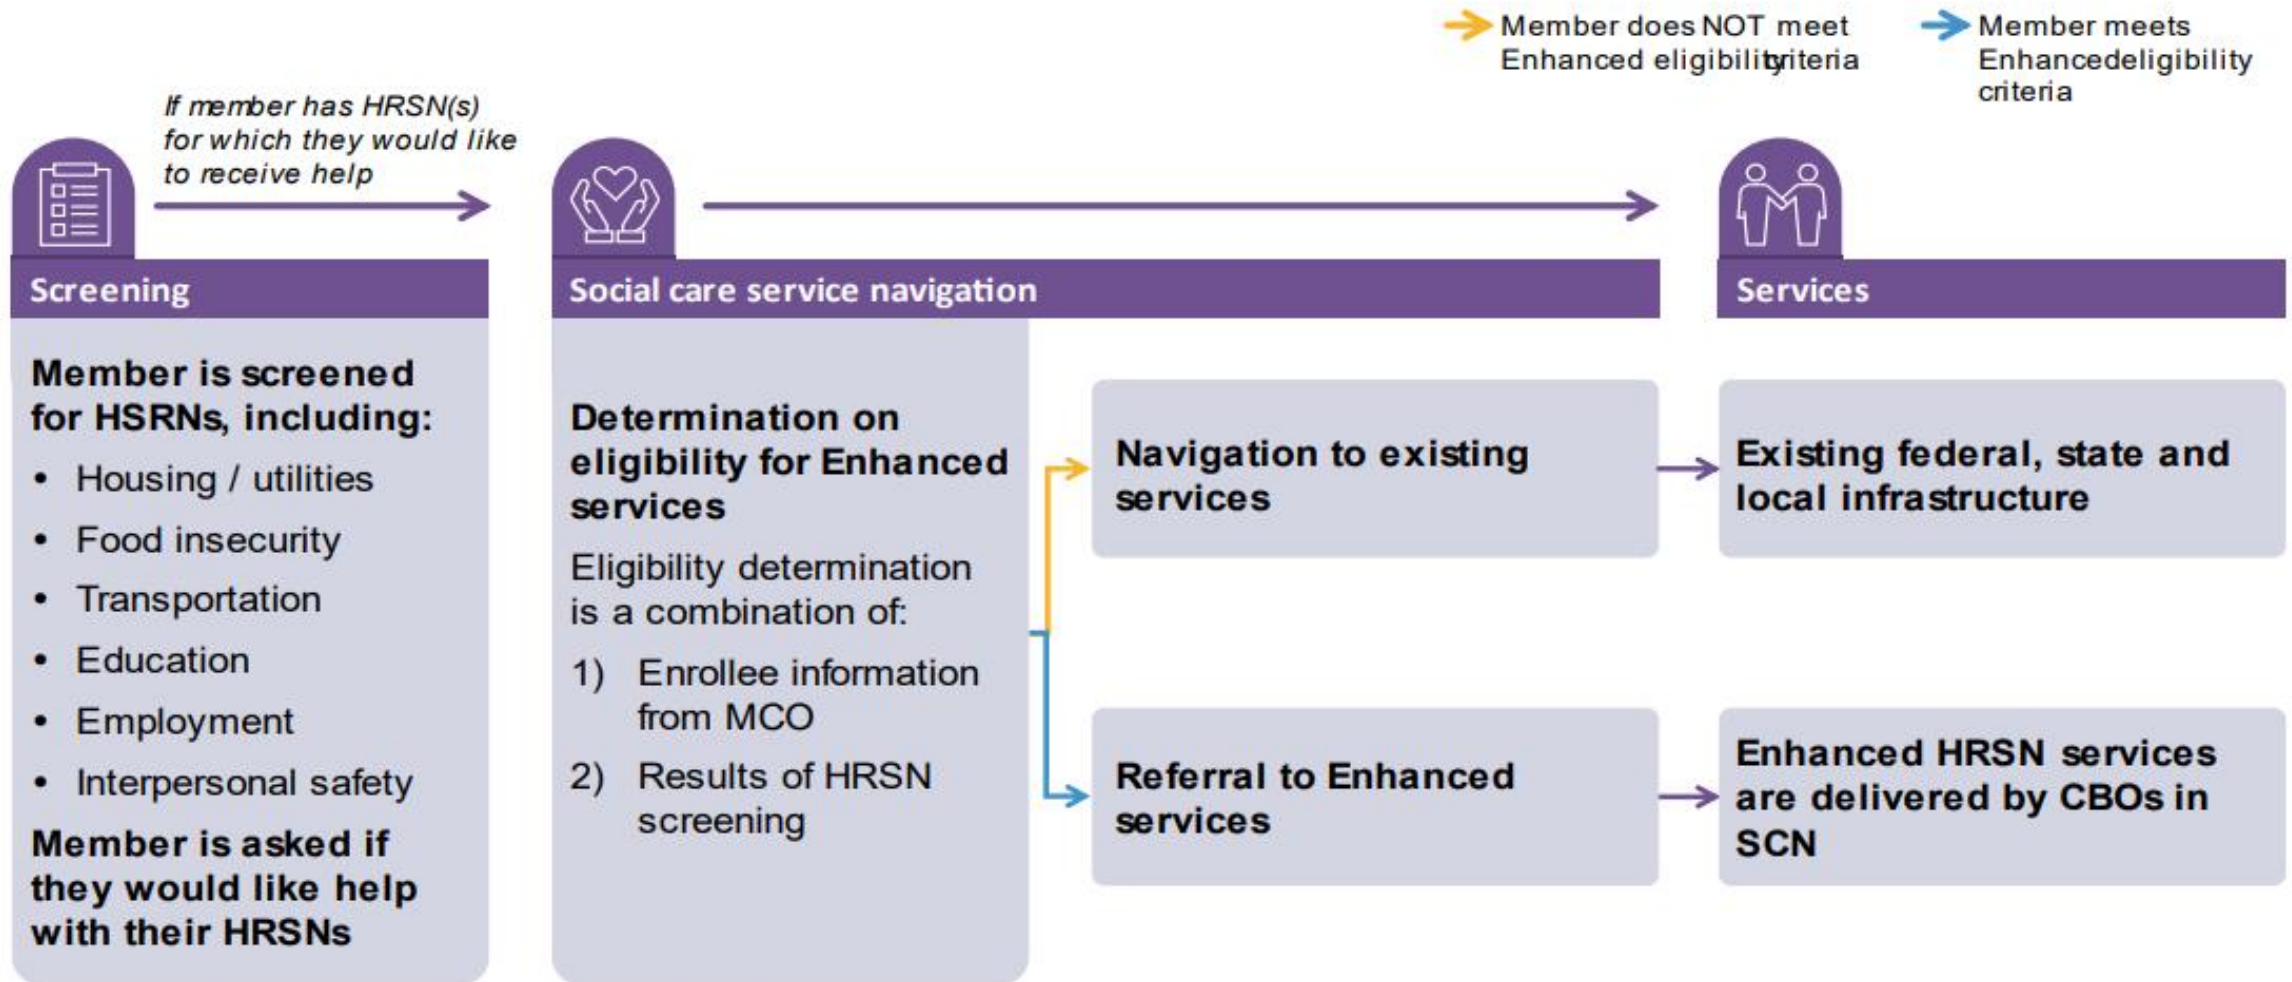 Member does NOT meet
Enhanced eligibilitycriteria
Member meets
Enhancedeligibility
criteria
If member has HRSN(s)
for which they would like
to receive help
Screening
Member is screened
for HSRNs, including:
• Housing / utilities
• Food insecurity
• Transportation
• Education
• Employment
• Interpersonal safety
Member is asked if
they would like help
with their HRSNs
Social care service navigation
Determination on
eligibility for Enhanced
services
Eligibility determination
is a combination of:
1) Enrollee information
from MCO
2) Results of HRSN
screening
Navigation to existing
services
Referral to Enhanced
services
Services
Existing federal, state and
local infrastructure
Enhanced HRSN services
are delivered by CBOs in
SCN